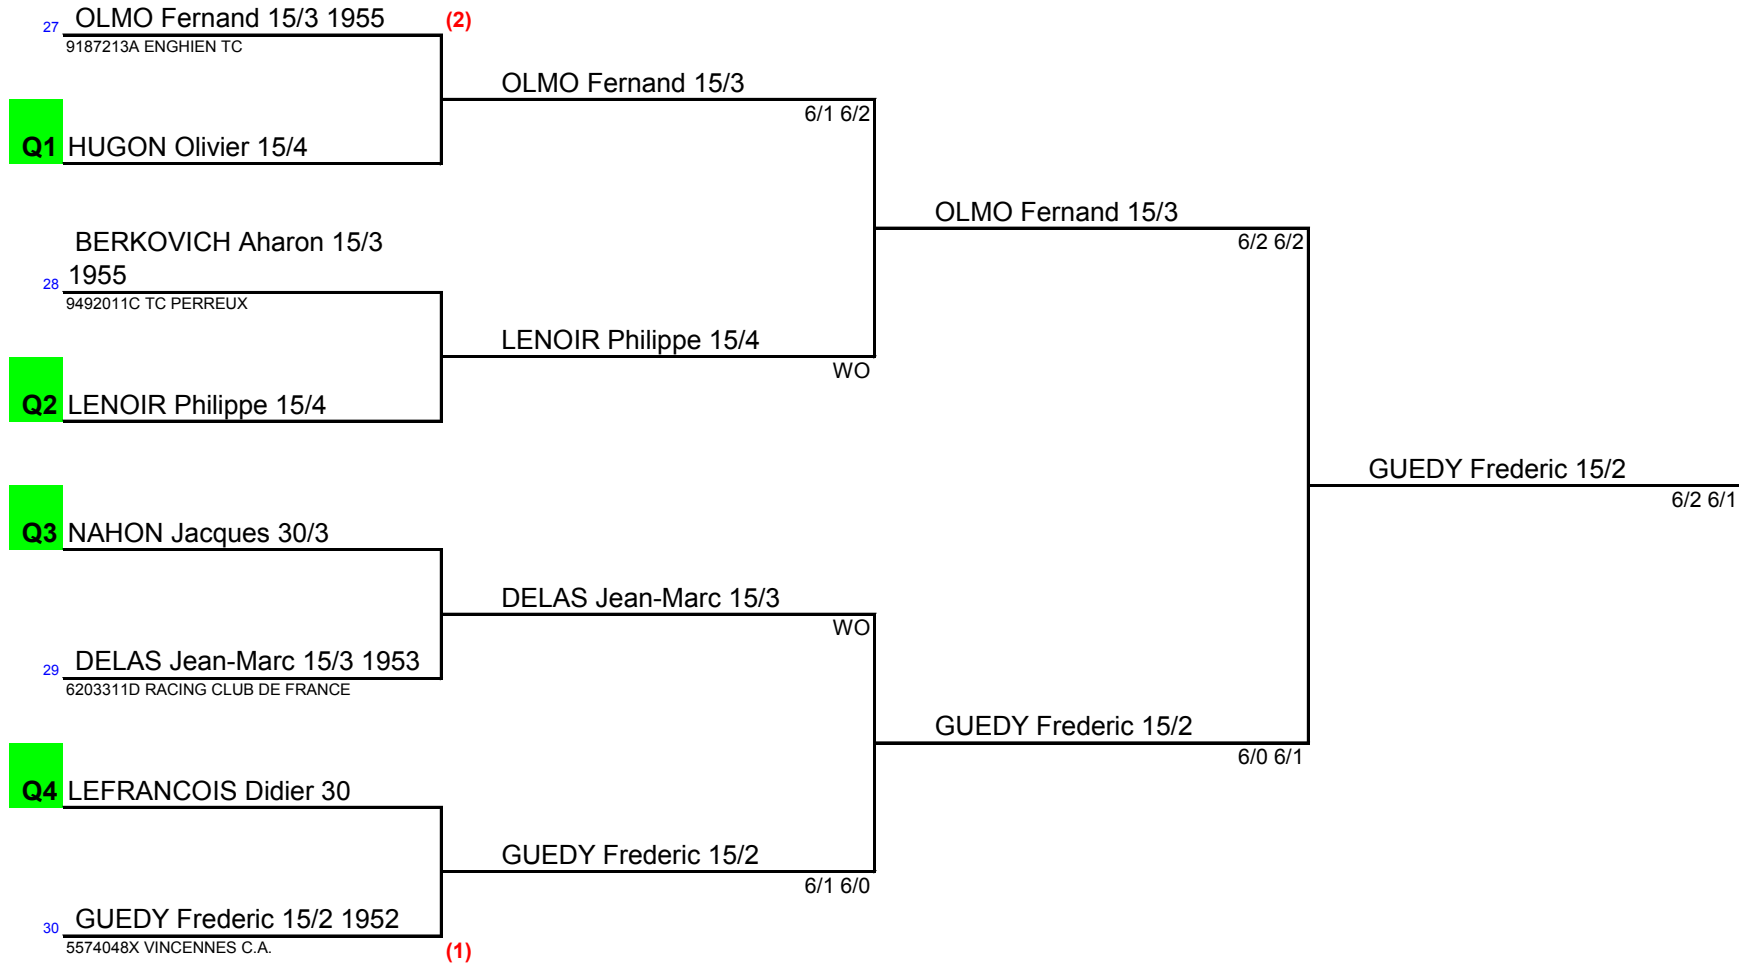 27 OLMO Fernand 15/3 1955 (2)
9187213A ENGHIEN TC
OLMO Fernand 15/3
6/1 6/2
Q1 HUGON Olivier 15/4
OLMO Fernand 15/3
6/2 6/2
BERKOVICH Aharon 15/3
28 1955
9492011C TC PERREUX
LENOIR Philippe 15/4
WO
Q2 LENOIR Philippe 15/4
GUEDY Frederic 15/2
6/2 6/1
Q3 NAHON Jacques 30/3
DELAS Jean-Marc 15/3
WO
29 DELAS Jean-Marc 15/3 1953
6203311D RACING CLUB DE FRANCE
GUEDY Frederic 15/2
6/0 6/1
Q4 LEFRANCOIS Didier 30
GUEDY Frederic 15/2
6/1 6/0
30 GUEDY Frederic 15/2 1952
5574048X VINCENNES C.A. (1)